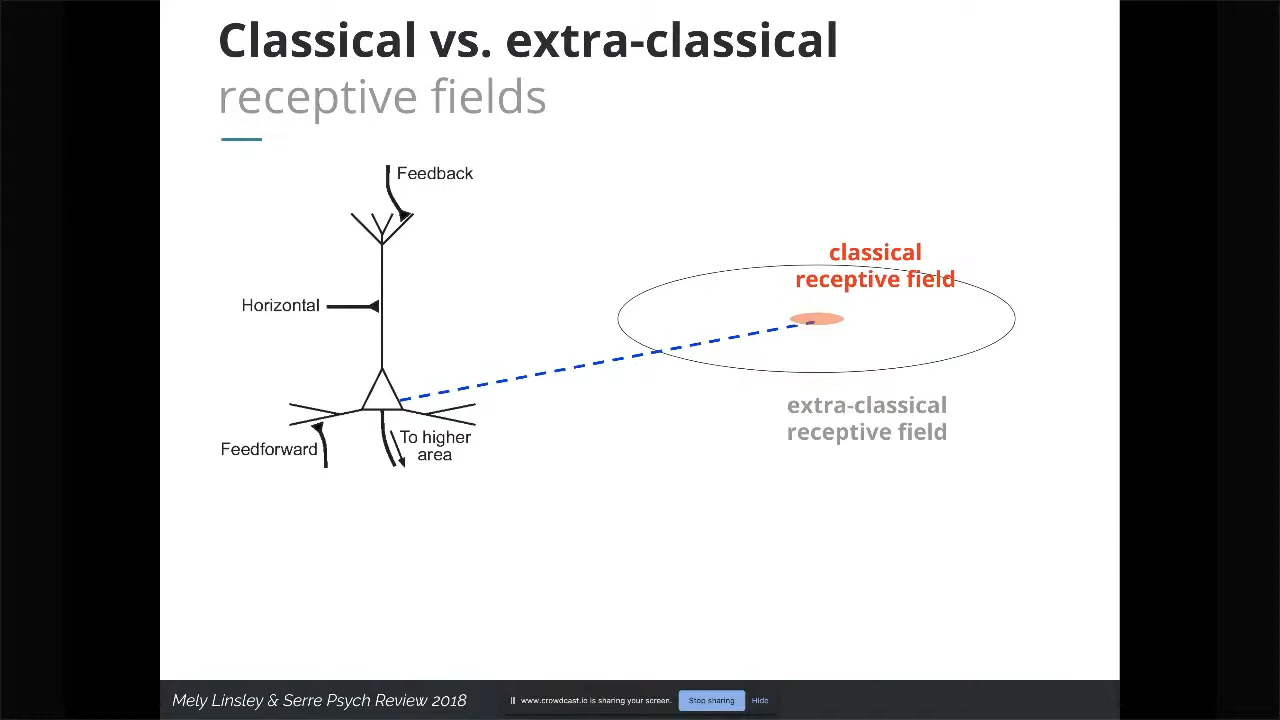 Classical vs. extra-classical
receptive fields
Feedback
Horizontal
Feedforward
To higher
area
classical
receptive field
extra-classical
receptive field
Mely Linsley & Serre Psych Review 2018
www.crowdcast.io is sharing your screen.
Stop sharing
Hide